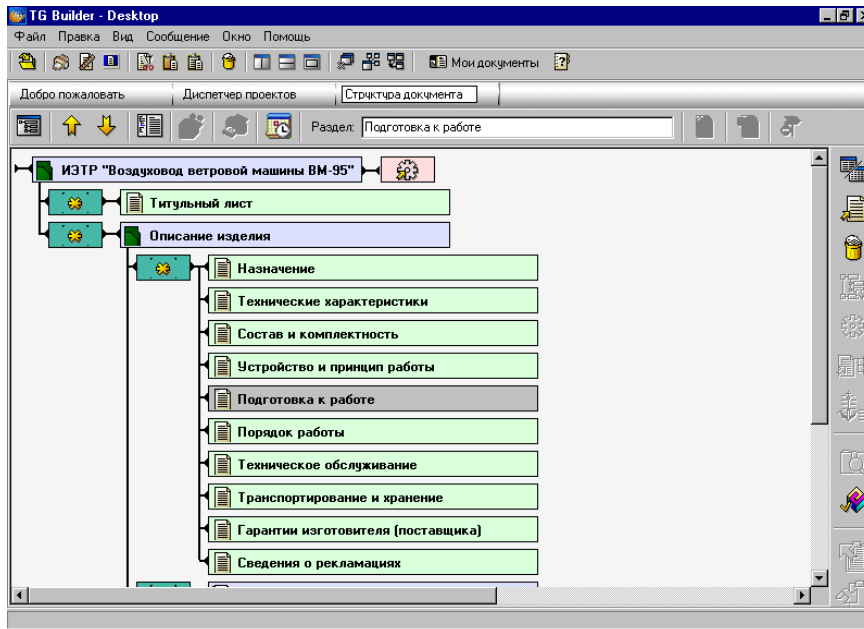 TG Builder - Desktop
Файл Правка Вид Сообщение Окно Помощь
Мои документы
Добро пожаловать Диспетчер проектов Структура документа
Раздел: Подготовка к работе
ИЭТР "Воздуховод ветровой машины ВМ-95"
Титульный лист
Описание изделия
Назначение
Технические характеристики
Состав и комплектность
Устройство и принцип работы
Подготовка к работе
Порядок работы
Техническое обслуживание
Транспортирование и хранение
Гарантии изготовителя (поставщика)
Сведения о рекламациях